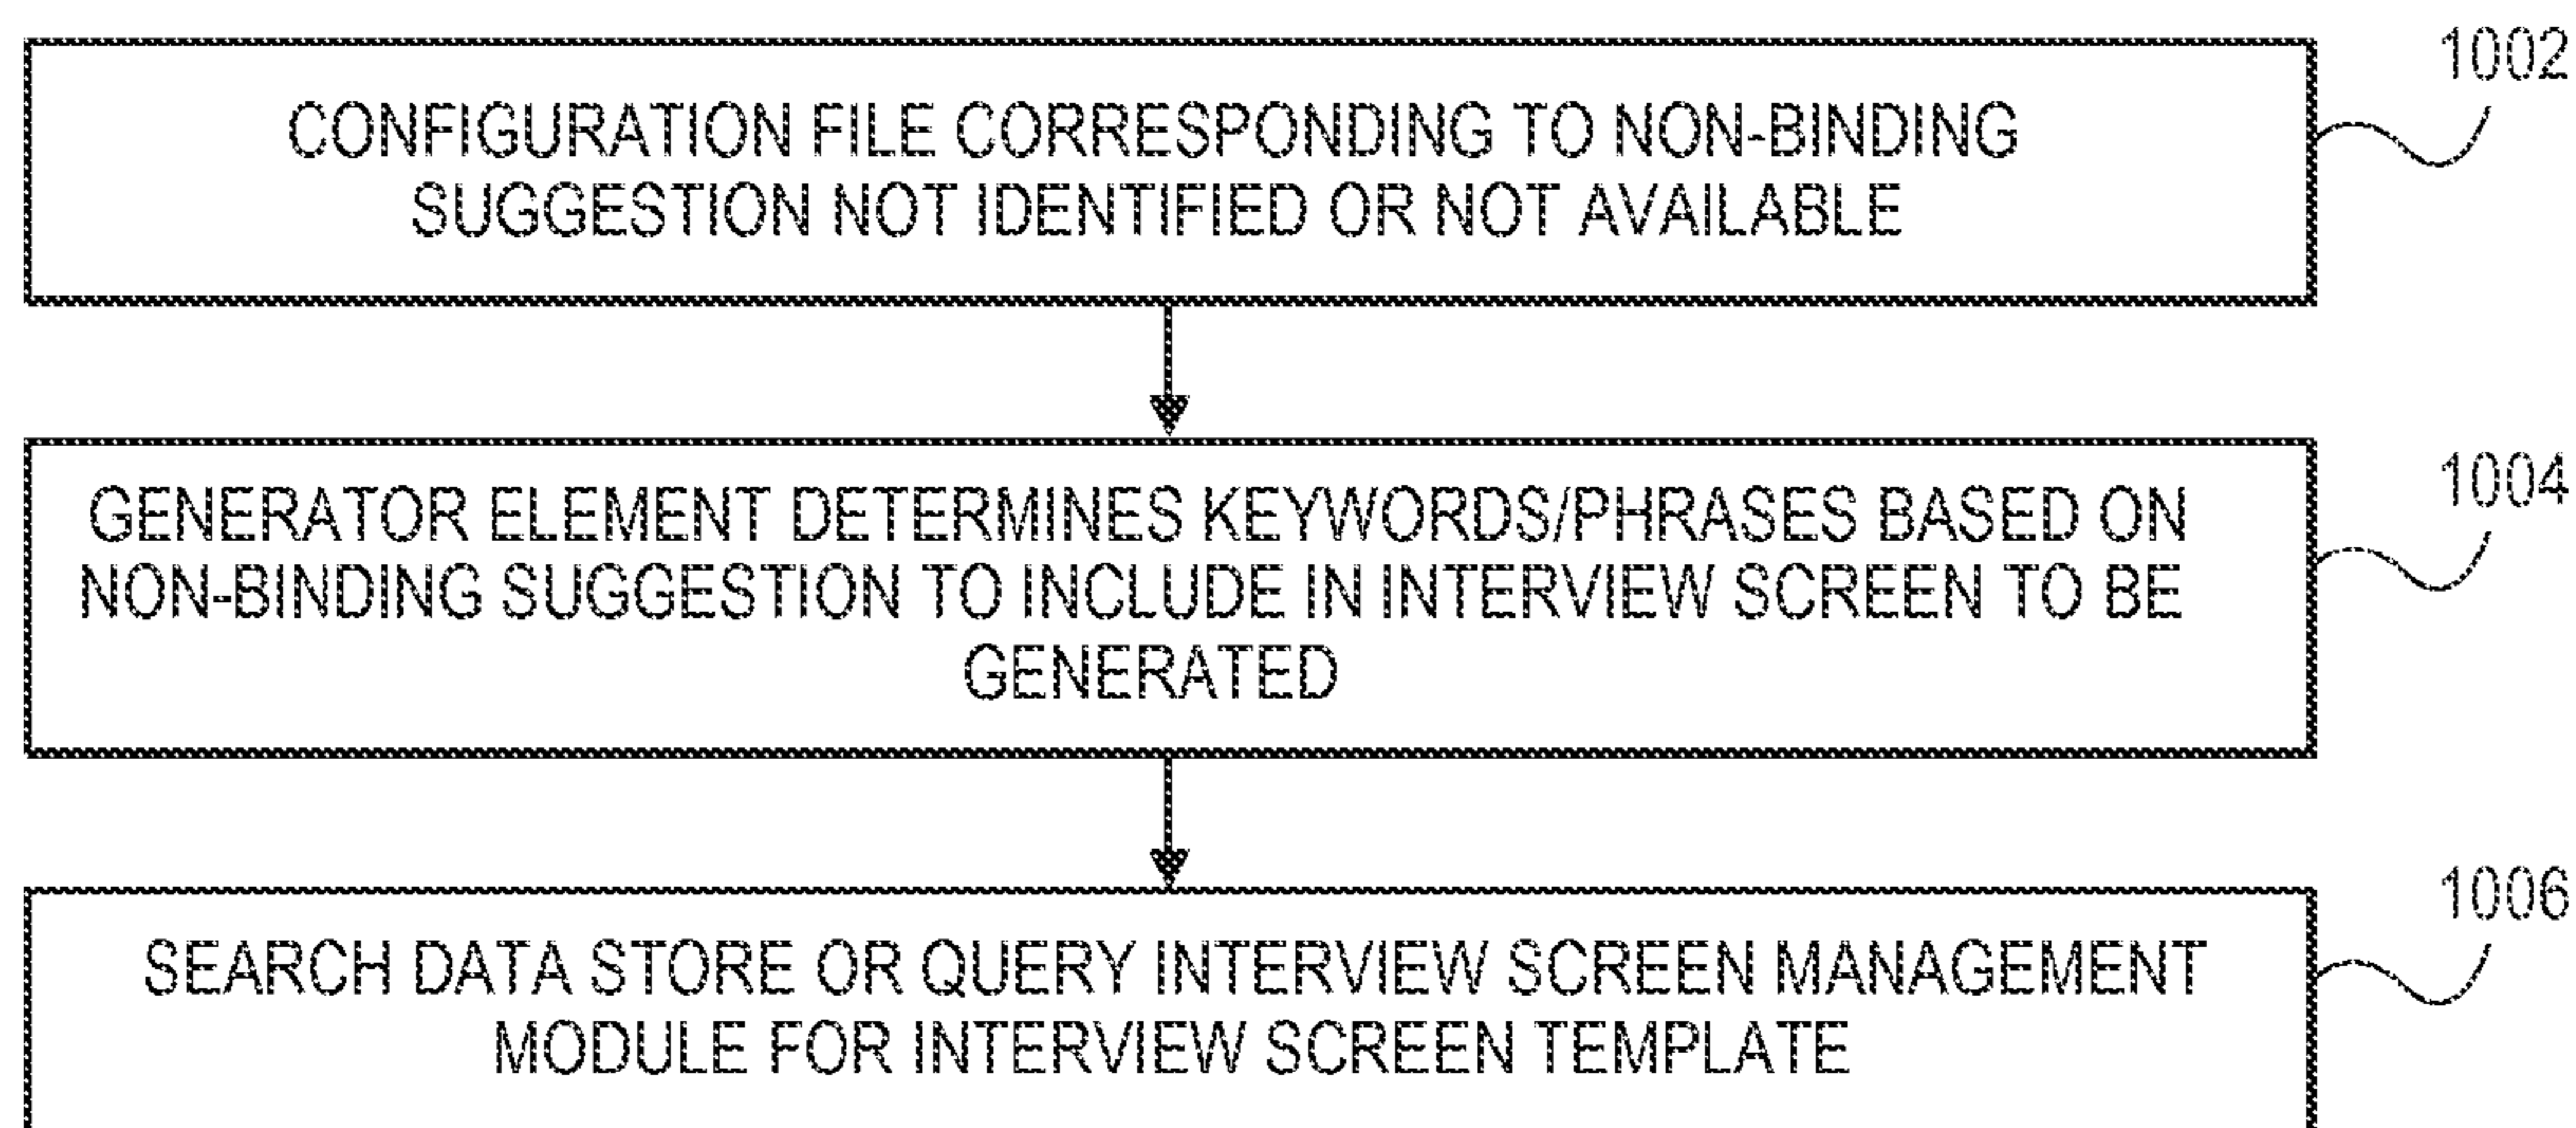 1002
CONFIGURATION FILE CORRESPONDING TO NON-BINDING
SUGGESTION NOT IDENTIFIED OR NOT AVAILABLE
1004
GENERATOR ELEMENT DETERMINES KEYWORDS/PHRASES BASED ON
NON-BINDING SUGGESTION TO INCLUDE IN INTERVIEW SCREEN TO BE
GENERATED
1006
SEARCH DATA STORE OR QUERY INTERVIEW SCREEN MANAGEMENT
MODULE FOR INTERVIEW SCREEN TEMPLATE